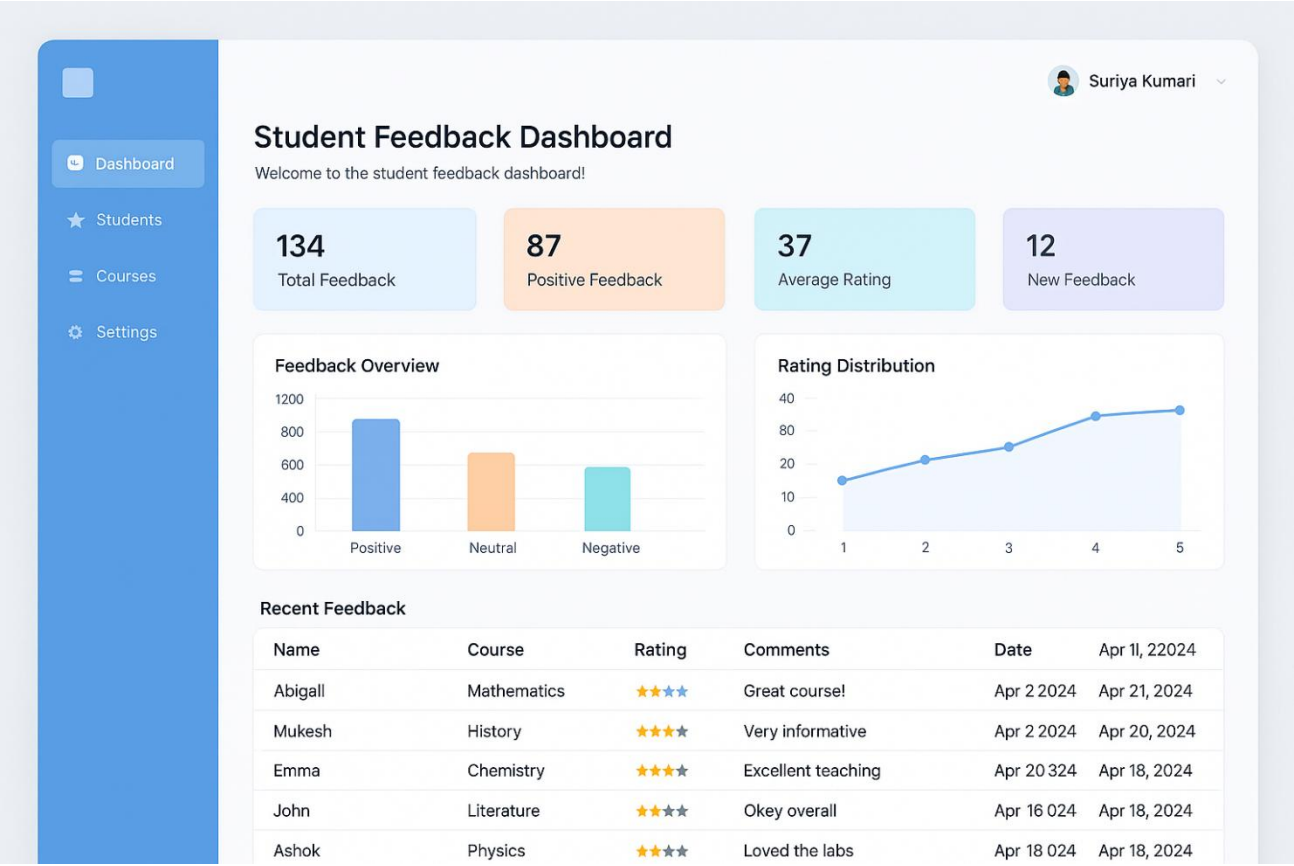 Suriya Kumari
Dashboard
Students
Courses
Settings
Student Feedback Dashboard
Welcome to the student feedback dashboard!
134
Total Feedback
87
Positive Feedback
37
Average Rating
12
New Feedback
Feedback Overview
1200
800
600
400
0
Positive Neutral Negative
Rating Distribution
40
80
20
10
0
1 2 3 4 5
Recent Feedback
Name Course Rating Comments Date Apr 1l, 22024
Abigall Mathematics Great course! Apr 2 2024 Apr 21, 2024
Mukesh History Very informative Apr 2 2024 Apr 20, 2024
Emma Chemistry Excellent teaching Apr 20 324 Apr 18, 2024
John Literature Okey overall Apr 16 024 Apr 18, 2024
Ashok Physics Loved the labs Apr 18 024 Apr 18, 2024